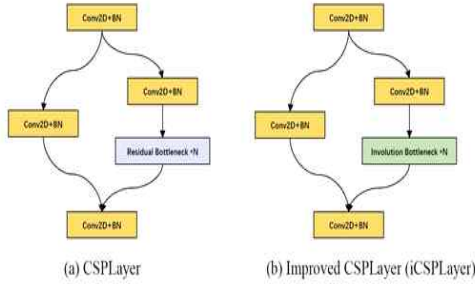 Conv2D+BN
Conv2D+BN
Conv2D+BN
Residual Bottleneck *N
Conv2D+BN
(a) CSPLayer
Conv2D+BN
Conv2D+BN
Conv2D+BN
Involution Bottleneck *N
Conv2D+BN
(b) Improved CSPLayer (iCSPLayer)